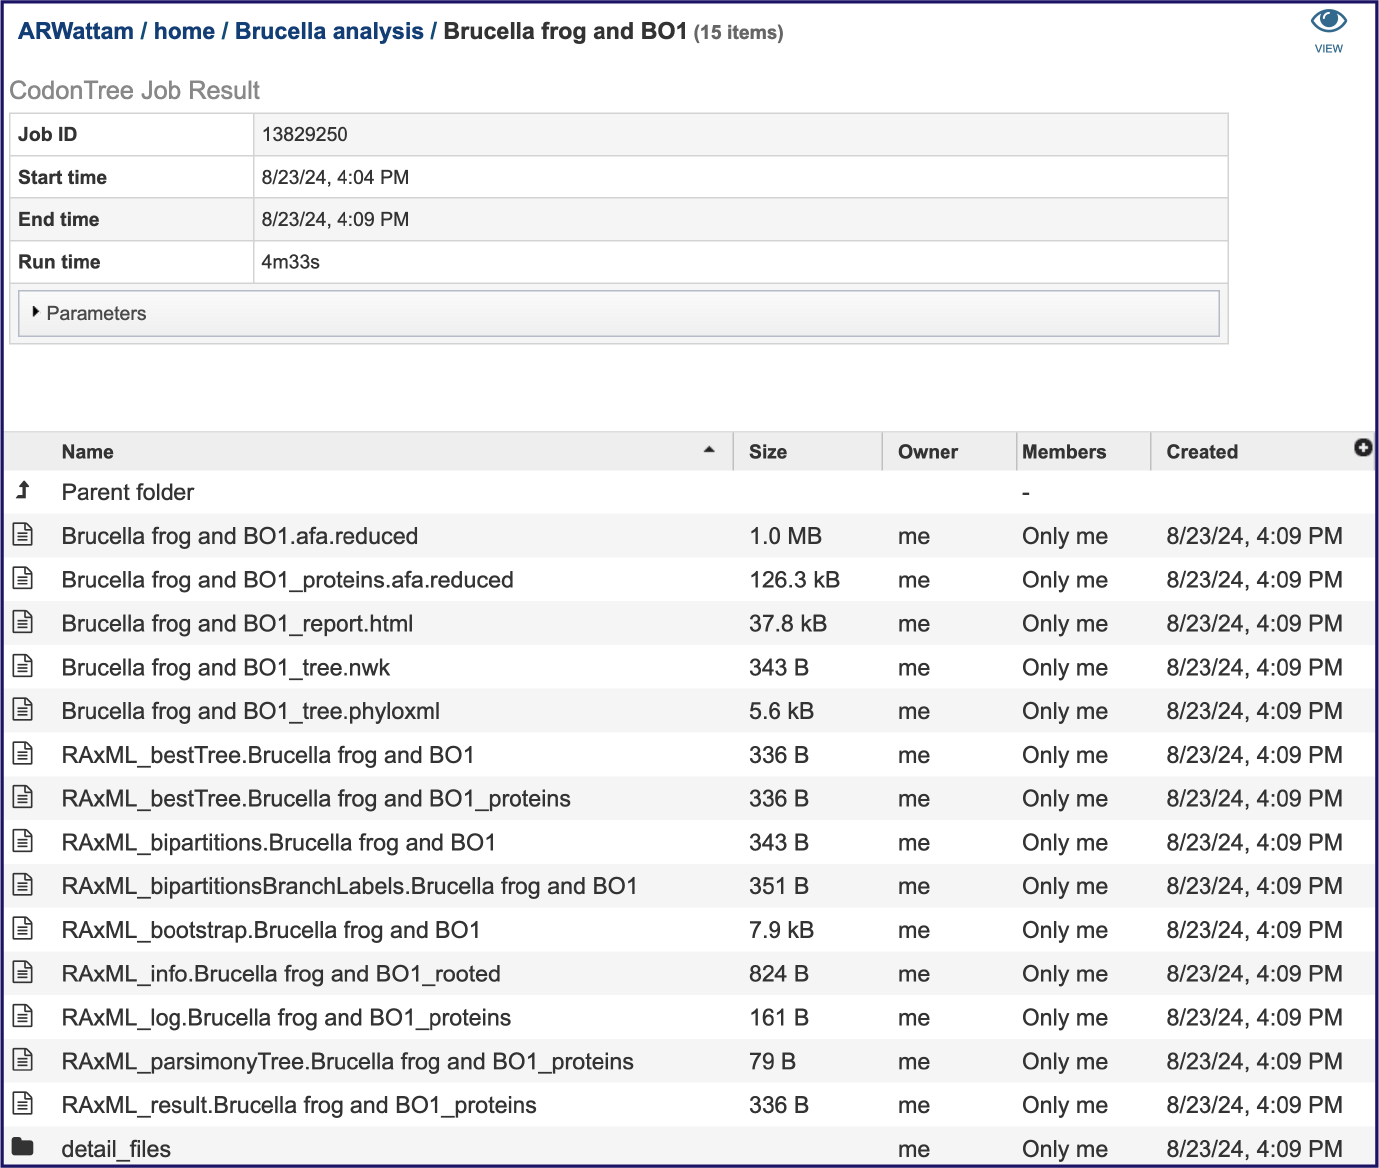 ARWattam / home / Brucella analysis / Brucella frog and BO1 (15 items)
VIEW
CodonTree Job Result
Job ID 13829250
Start time 8/23/24, 4:04 PM
End time 8/23/24, 4:09 PM
Run time 4m33s
Parameters
Name Size Owner Members Created
Parent folder -
Brucella frog and BO1.afa.reduced 1.0 MB me Only me 8/23/24, 4:09 PM
Brucella frog and BO1_proteins.afa.reduced 126.3 kB me Only me 8/23/24, 4:09 PM
Brucella frog and BO1_report.html 37.8 kB me Only me 8/23/24, 4:09 PM
Brucella frog and BO1_tree.nwk 343 B me Only me 8/23/24, 4:09 PM
Brucella frog and BO1_tree.phyloxml 5.6 kB me Only me 8/23/24, 4:09 PM
RAxML_bestTree.Brucella frog and BO1 336 B me Only me 8/23/24, 4:09 PM
RAxML_bestTree.Brucella frog and BO1_proteins 336 B me Only me 8/23/24, 4:09 PM
RAxML_bipartitions.Brucella frog and BO1 343 B me Only me 8/23/24, 4:09 PM
RAxML_bipartitionsBranchLabels.Brucella frog and BO1 351 B me Only me 8/23/24, 4:09 PM
RAxML_bootstrap.Brucella frog and BO1 7.9 kB me Only me 8/23/24, 4:09 PM
RAxML_info.Brucella frog and BO1_rooted 824 B me Only me 8/23/24, 4:09 PM
RAxML_log.Brucella frog and BO1_proteins 161 B me Only me 8/23/24, 4:09 PM
RAxML_parsimonyTree.Brucella frog and BO1_proteins 79 B me Only me 8/23/24, 4:09 PM
RAxML_result.Brucella frog and BO1_proteins 336 B me Only me 8/23/24, 4:09 PM
detail_files me Only me 8/23/24, 4:09 PM